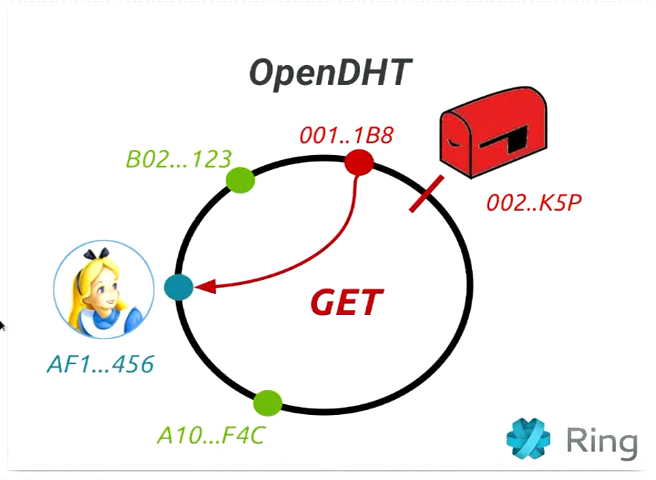 OpenDHT
001..1B8
B02...123
002..K5P
GET
AF1...456
A10...F4C
Ring